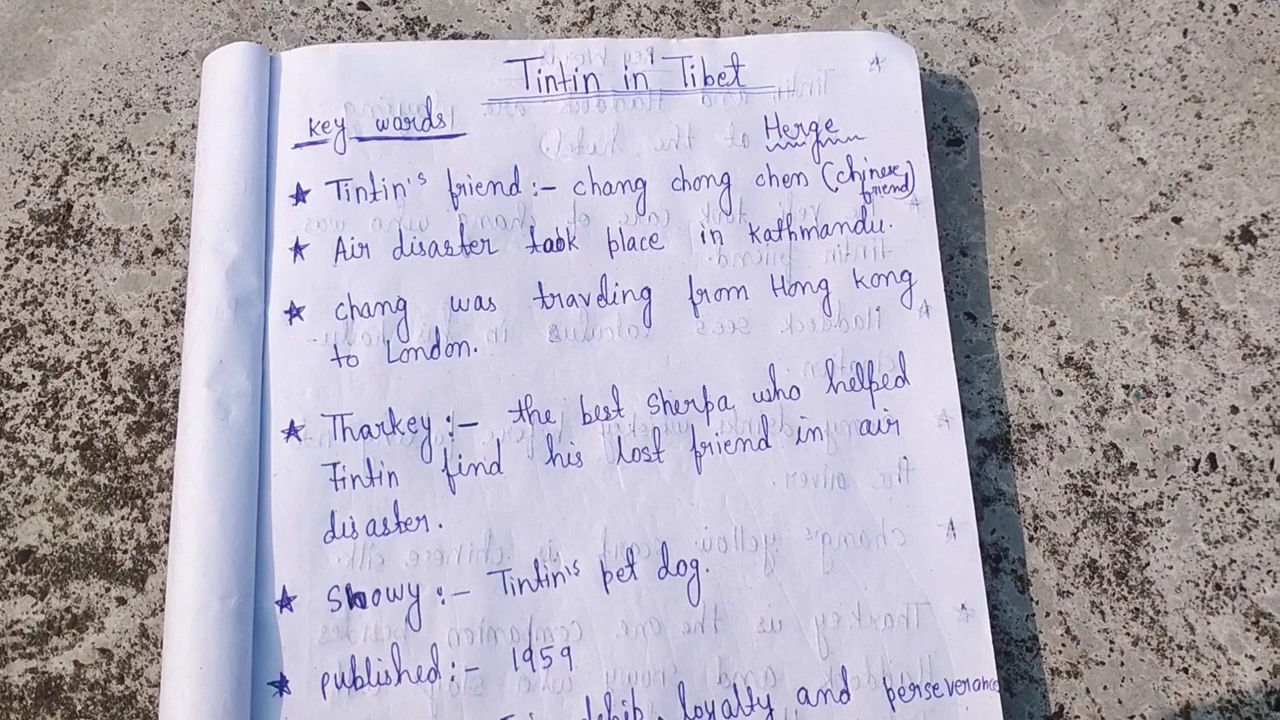 Tintin in Tibet
key words
Herge
★ Tintin's friend :- chang chong chen (chinese friend)
★ Air disaster took place in Kathmandu.
★ chang was traveling from Hong Kong
to London.
★ Tharkey :- the best sherpa who helped
Tintin find his lost friend in air
disaster.
★ Snowy :- Tintin's pet dog.
★ published :- 1959
loyalty and perseverance